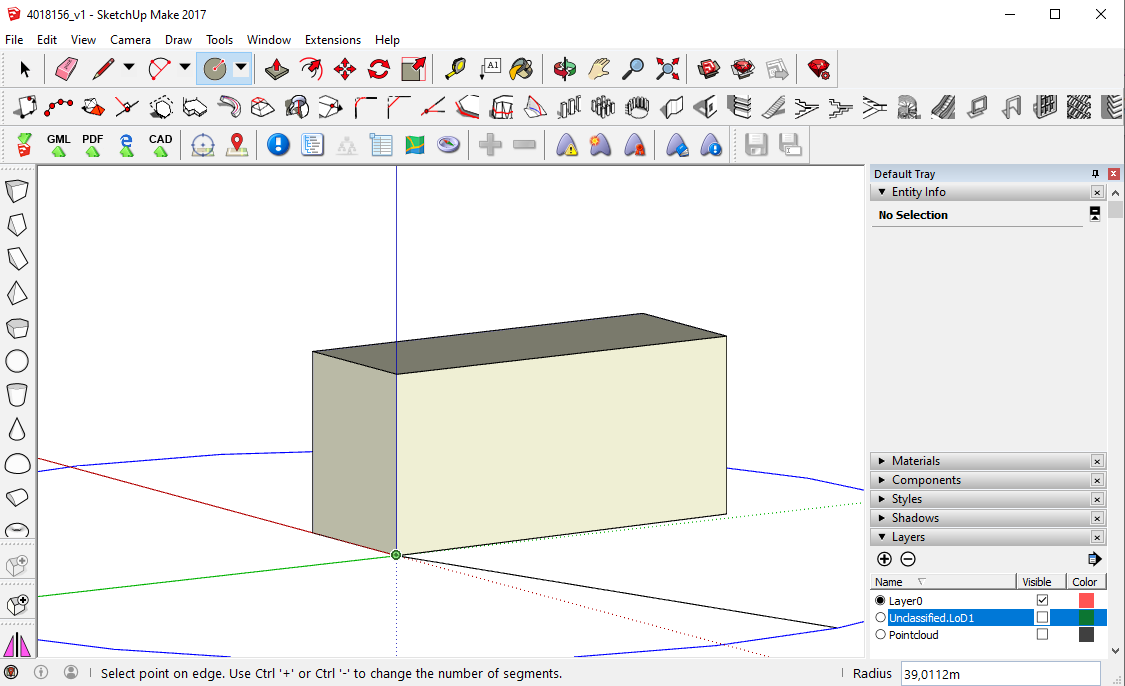 4018156_v1 - SketchUp Make 2017
File Edit View Camera Draw Tools Window Extensions Help
A1
GML PDF CAD
Default Tray
Entity Info
No Selection
Materials
Components
Styles
Shadows
Layers
Name Visible Color
Layer0
Unclassified.LoD1
Pointcloud
Select point on edge. Use Ctrl '+' or Ctrl '-' to change the number of segments.
Radius 39,0112m